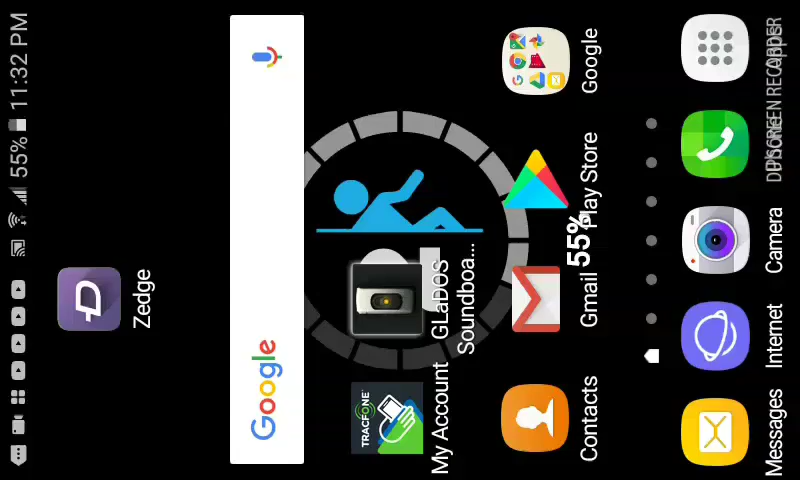 55% 11:32 PM
Zedge
Google
TRACFONE
My Account
GLaDOS
Soundboa...
55%
Contacts
Gmail
Play Store
Google
Messages
Internet
Camera
Phone
Apps
DU SCREEN RECORDER